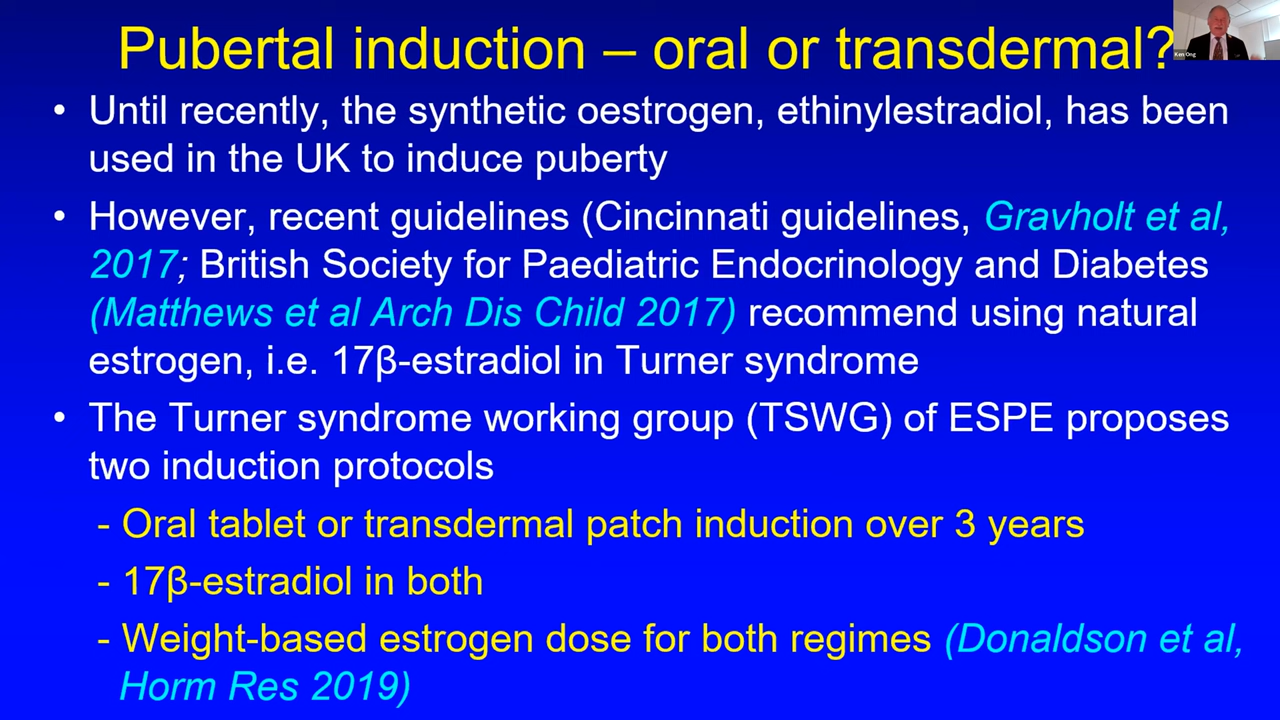 Pubertal induction – oral or transdermal?
Ken Ong
• Until recently, the synthetic oestrogen, ethinylestradiol, has been
used in the UK to induce puberty
• However, recent guidelines (Cincinnati guidelines, Gravholt et al,
2017; British Society for Paediatric Endocrinology and Diabetes
(Matthews et al Arch Dis Child 2017) recommend using natural
estrogen, i.e. 17β-estradiol in Turner syndrome
• The Turner syndrome working group (TSWG) of ESPE proposes
two induction protocols
- Oral tablet or transdermal patch induction over 3 years
- 17β-estradiol in both
- Weight-based estrogen dose for both regimes (Donaldson et al,
Horm Res 2019)